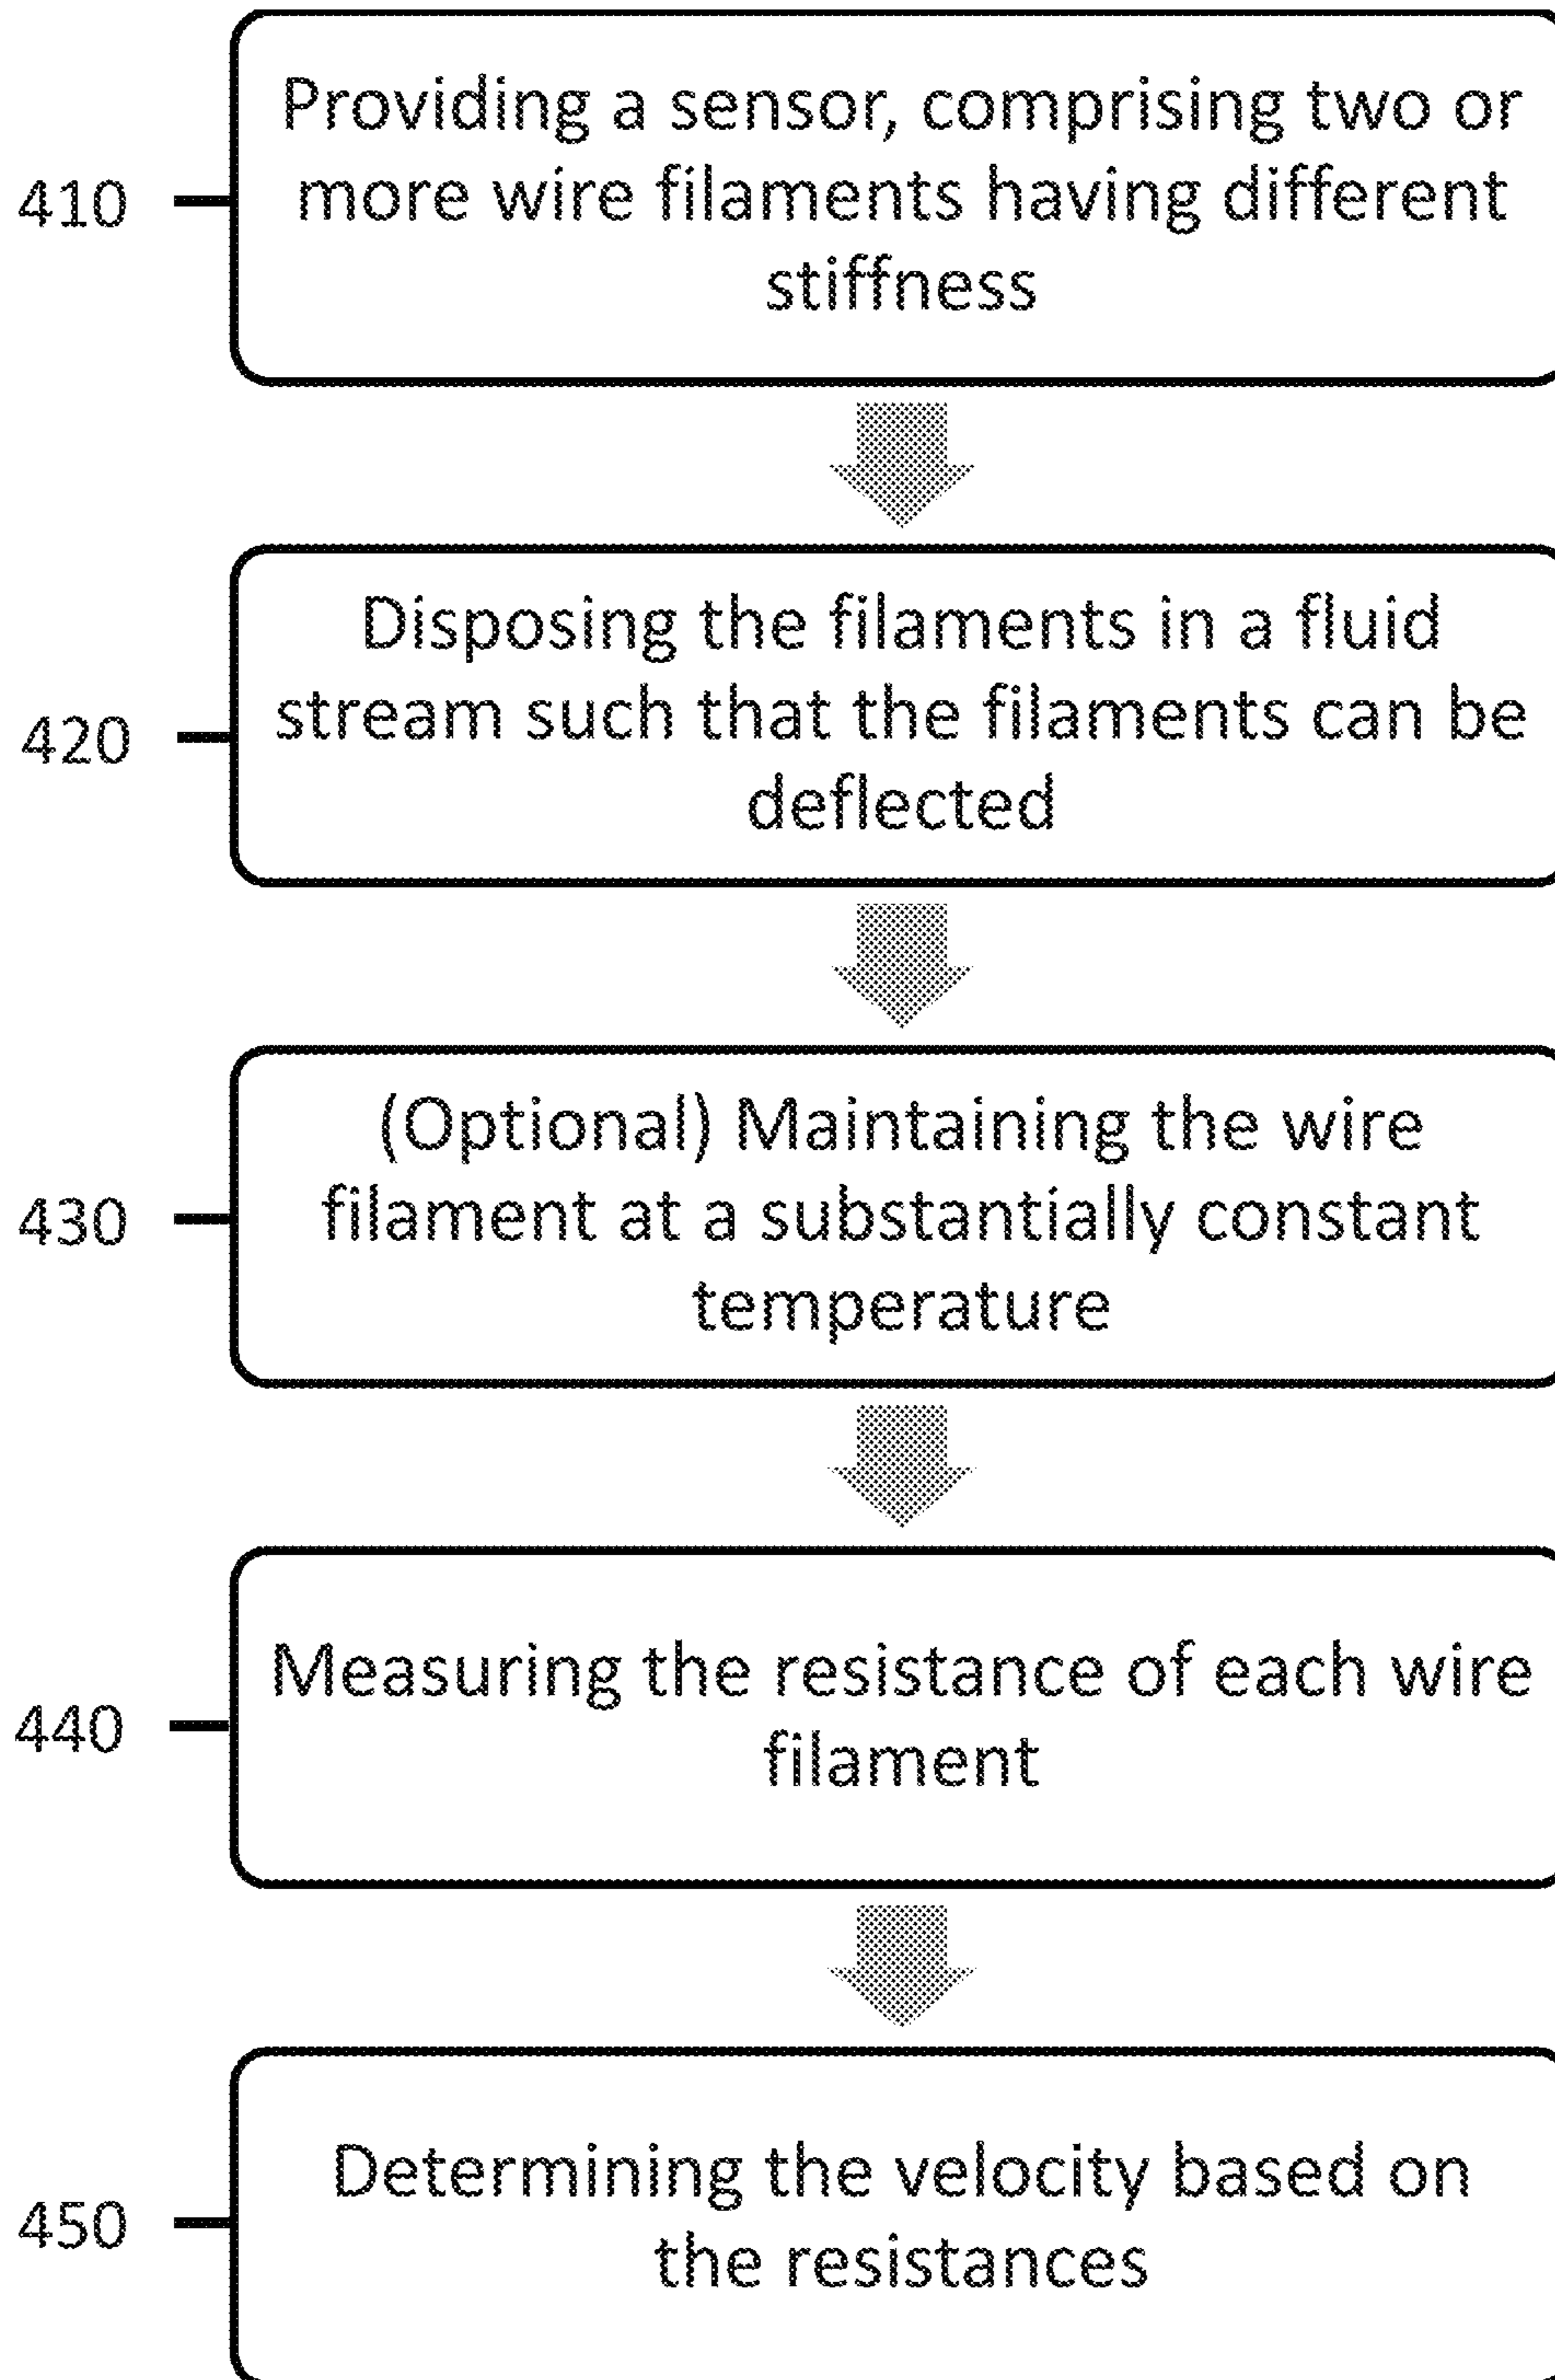 410
Providing a sensor, comprising two or
more wire filaments having different
stiffness
420
Disposing the filaments in a fluid
stream such that the filaments can be
deflected
430
(Optional) Maintaining the wire
filament at a substantially constant
temperature
440
Measuring the resistance of each wire
filament
450
Determining the velocity based on
the resistances